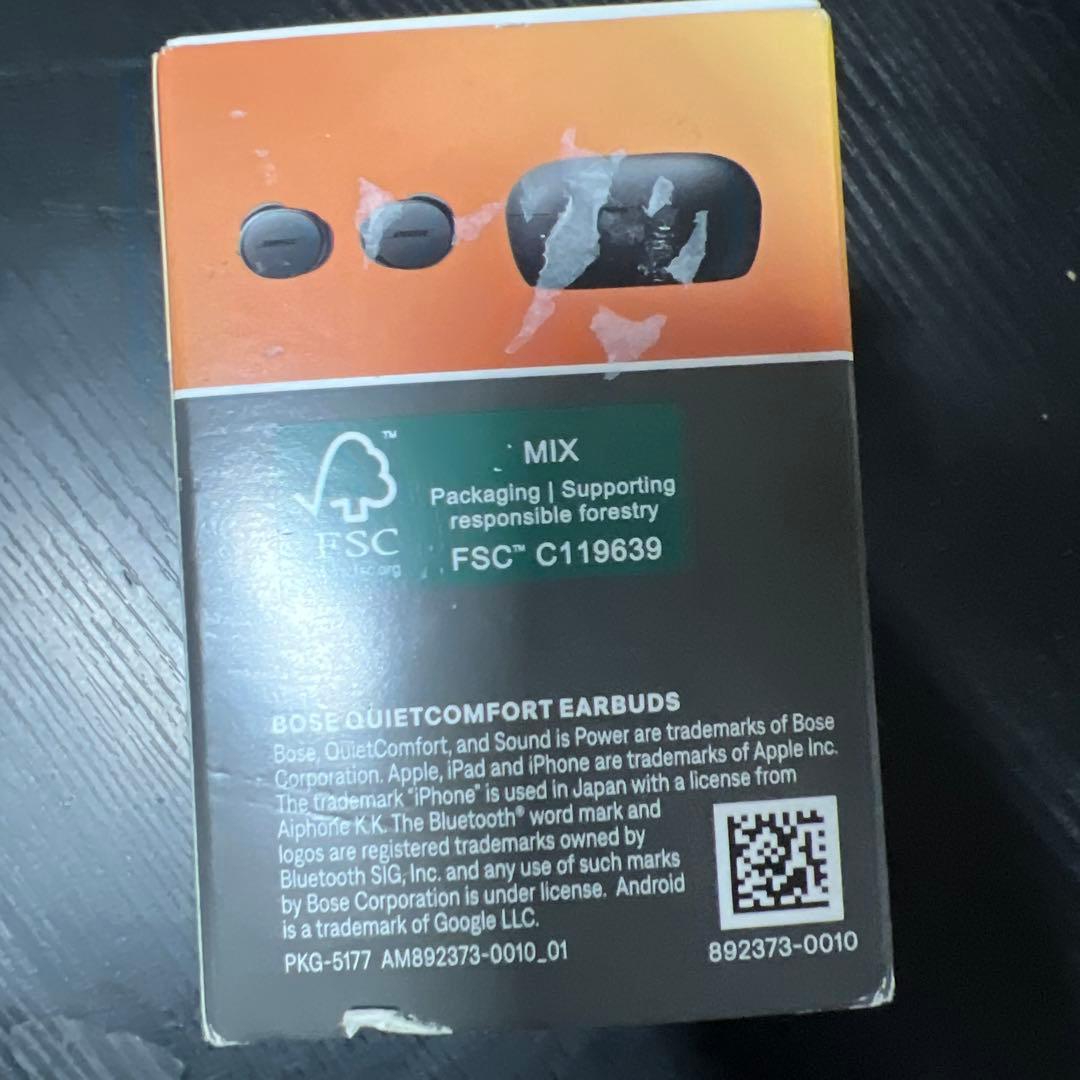 ™
MIX
Packaging | Supporting
responsible forestry
FSC
FSC™ C119639
BOSE QUIETCOMFORT EARBUDS
Bose, QuietComfort, and Sound is Power are trademarks of Bose
Corporation. Apple, iPad and iPhone are trademarks of Apple Inc.
The trademark "iPhone" is used in Japan with a license from
Aiphone K.K. The Bluetooth® word mark and
logos are registered trademarks owned by
Bluetooth SIG, Inc. and any use of such marks
by Bose Corporation is under license. Android
is a trademark of Google LLC.
PKG-5177 AM892373-0010_01
892373-0010